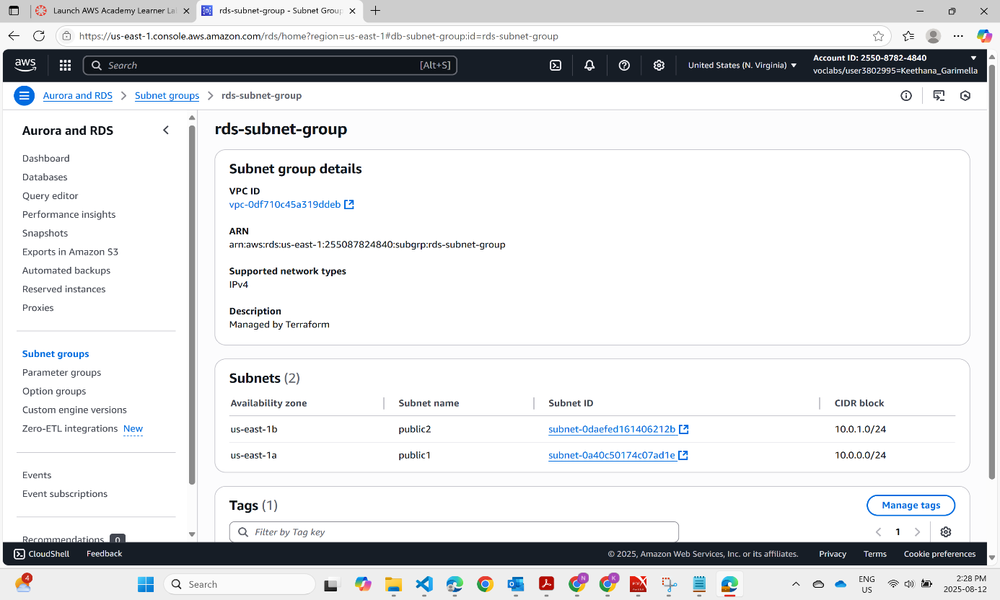 Launch AWS Academy Learner La
rds-subnet-group - Subnet Group
https://us-east-1.console.aws.amazon.com/rds/home?region=us-east-1#db-subnet-group:id=rds-subnet-group
aws
Search
[Alt+S]
United States (N. Virginia)
Account ID: 2550-8782-4840
voclabs/user3802995=Keethana_Garimella
Aurora and RDS
Subnet groups
rds-subnet-group
Aurora and RDS
Dashboard
Databases
Query editor
Performance insights
Snapshots
Exports in Amazon S3
Automated backups
Reserved instances
Proxies
Subnet groups
Parameter groups
Option groups
Custom engine versions
Zero-ETL integrations New
Events
Event subscriptions
Recommendations 0
rds-subnet-group
Subnet group details
VPC ID
vpc-0df710c45a319ddeb
ARN
arn:aws:rds:us-east-1:255087824840:subgrp:rds-subnet-group
Supported network types
IPv4
Description
Managed by Terraform
Subnets (2)
Availability zone Subnet name Subnet ID CIDR block
us-east-1b public2 subnet-0daefed161406212b 10.0.1.0/24
us-east-1a public1 subnet-0a40c50174c07ad1e 10.0.0.0/24
Tags (1)
Manage tags
Filter by Tag key
1
CloudShell
Feedback
© 2025, Amazon Web Services, Inc. or its affiliates.
Privacy
Terms
Cookie preferences
4
Search
N
K
PDF
ENG
US
2:28 PM
2025-08-12